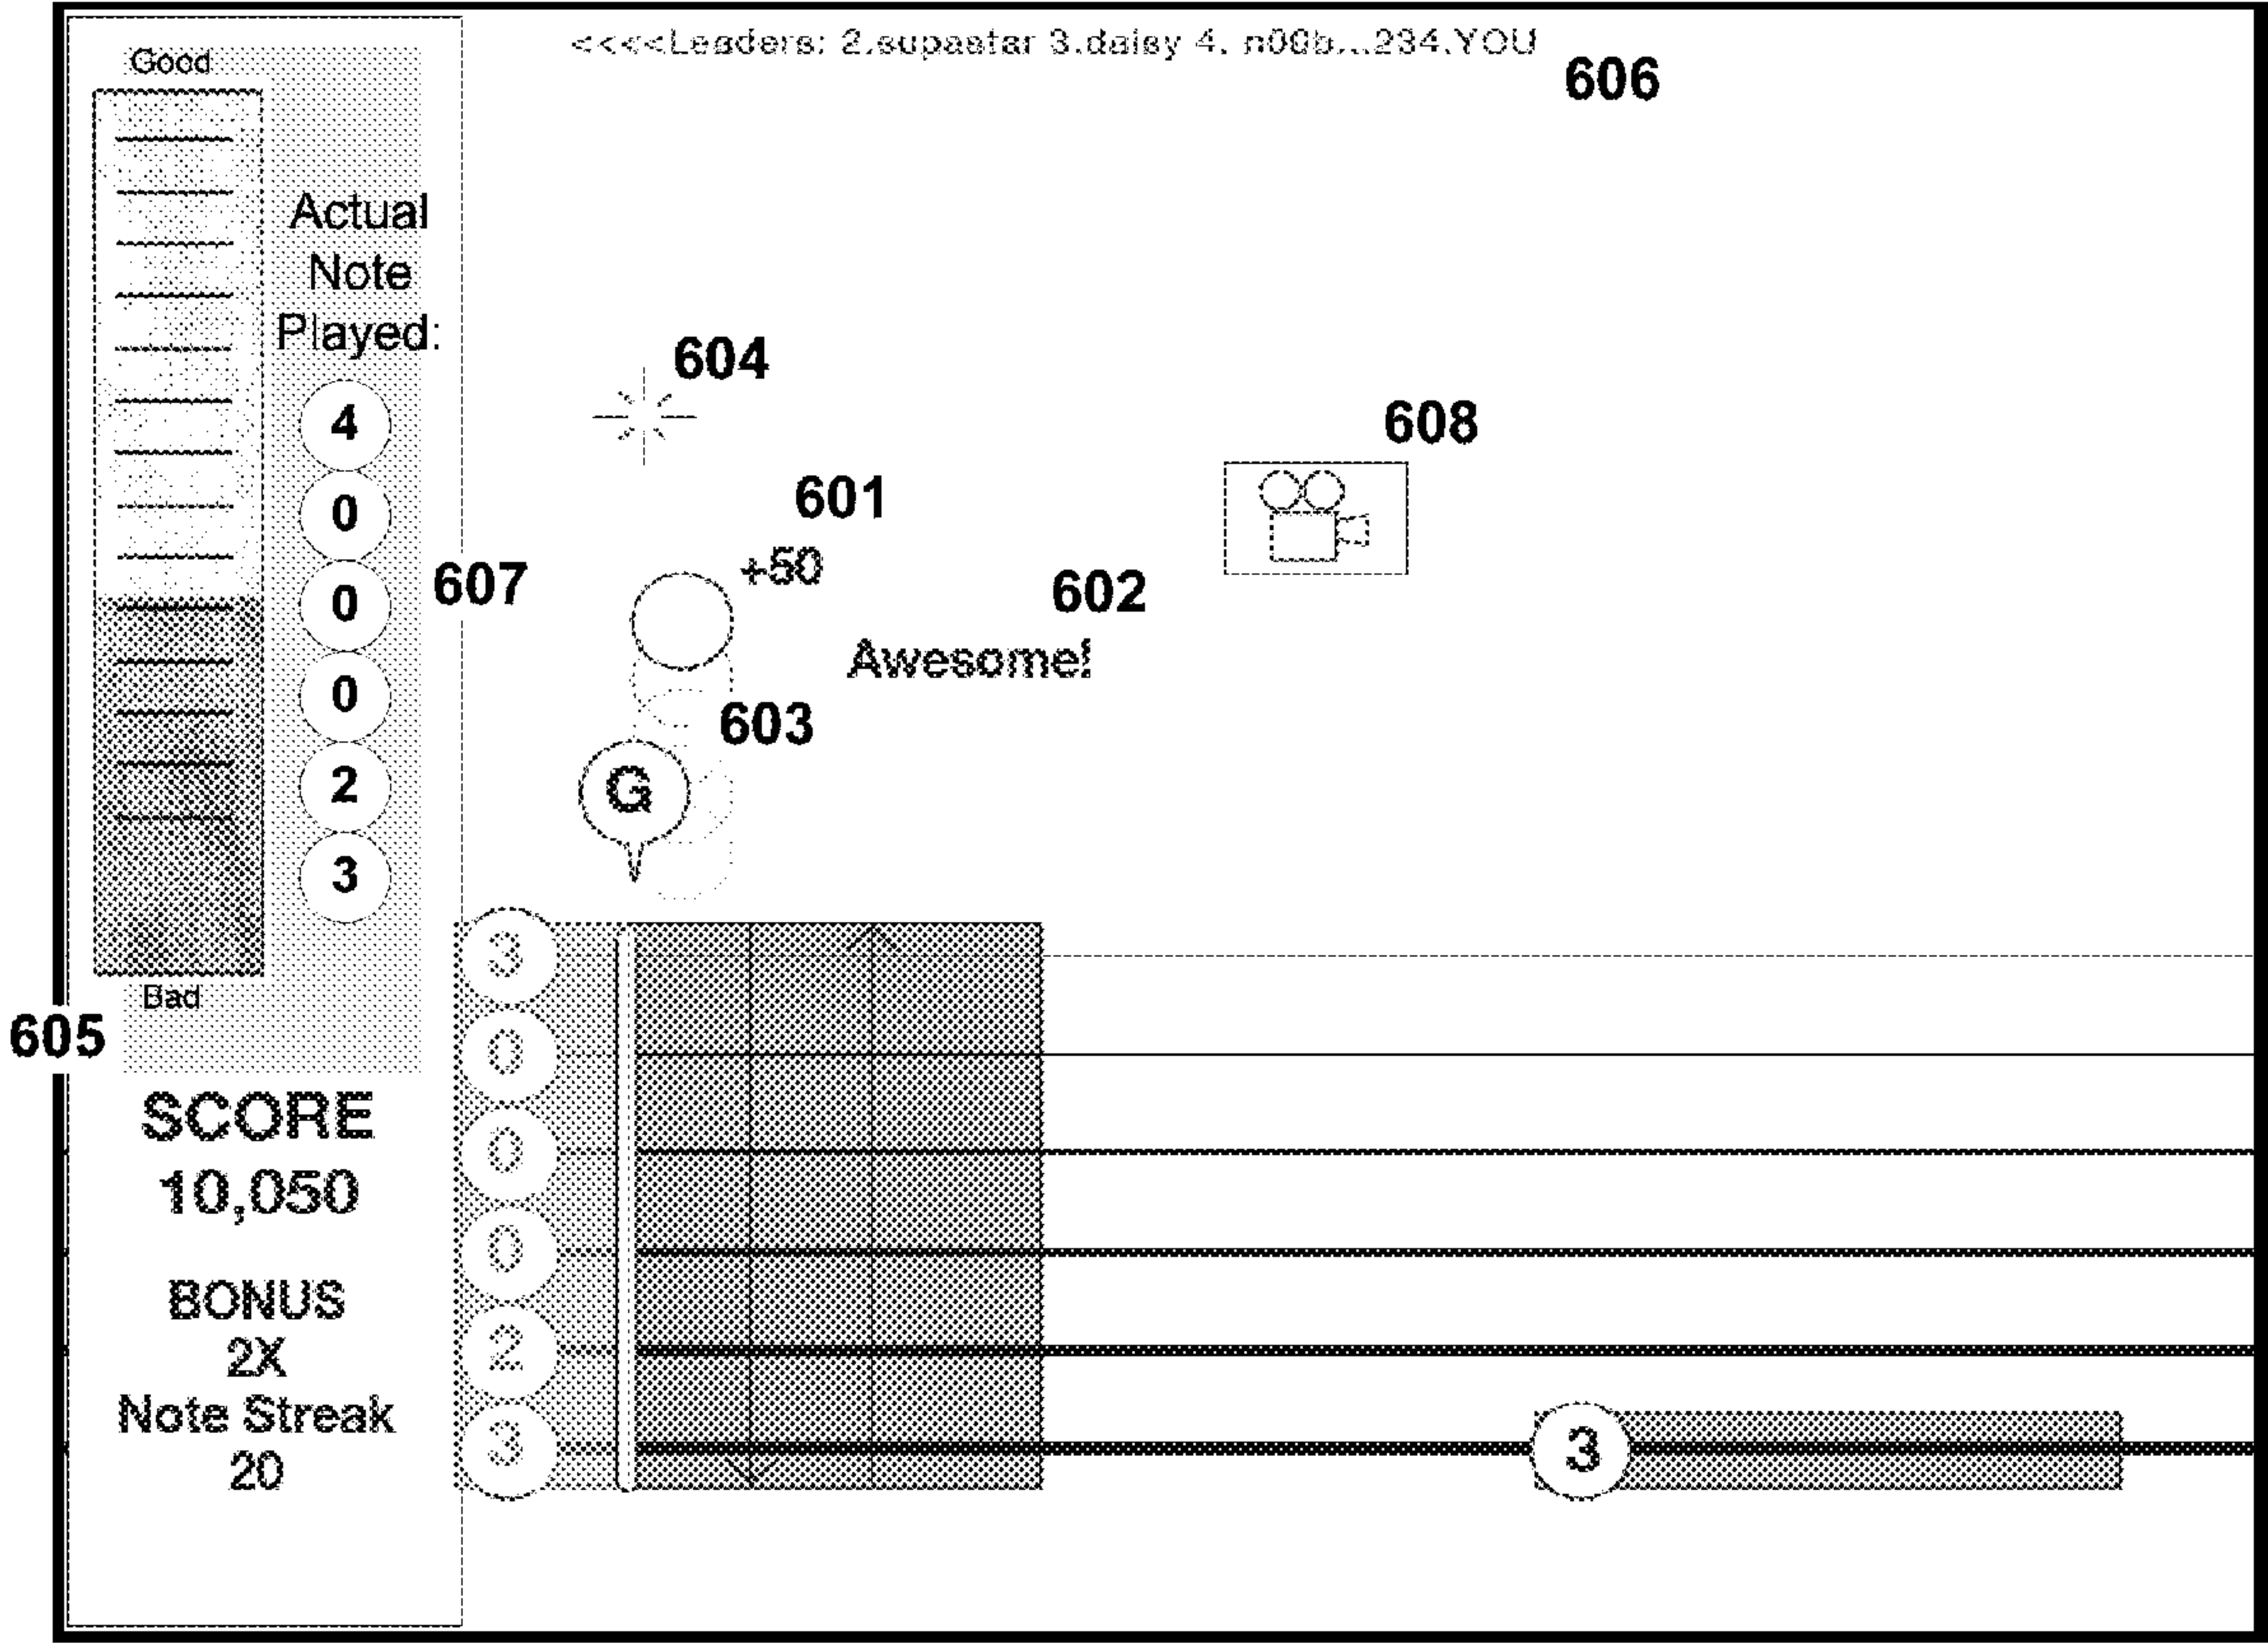 <<<<Leaders: 2.supastar 3.daisy 4. n00b...234.YOU
606
Good
Actual
Note
Played:
4
0
0
0
2
3
607
604
608
601
+50
602
Awesome!
603
G
Bad
605
3
0
0
0
2
3
3
SCORE
10,050
BONUS
2X
Note Streak
20